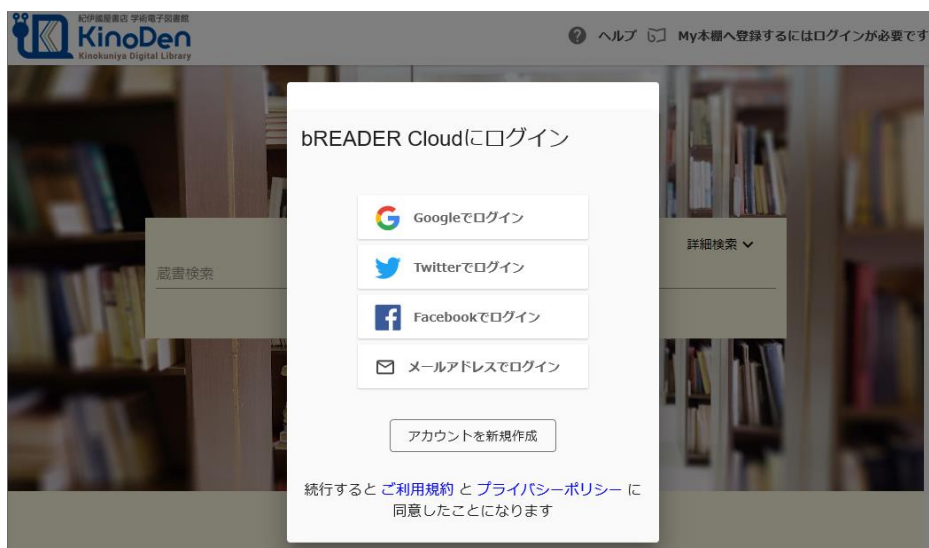 紀伊國屋書店 学術電子図書館
KinoDen
Kinokuniya Digital Library
ヘルプ
My本棚へ登録するにはログインが必要です
bREADER Cloudにログイン
Googleでログイン
詳細検索
Twitterでログイン
蔵書検索
Facebookでログイン
メールアドレスでログイン
アカウントを新規作成
続行すると ご利用規約 と プライバシーポリシー に
同意したことになります